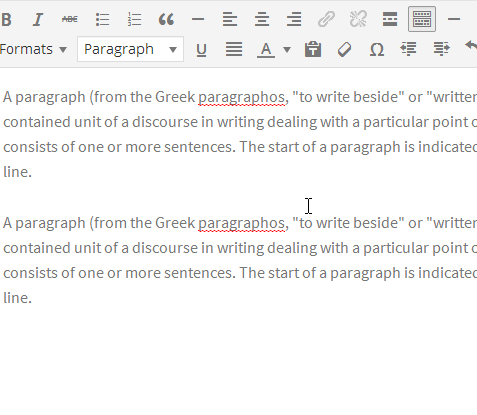 B I ABC
Formats Paragraph U A Ω
A paragraph (from the Greek paragraphos, "to write beside" or "written
contained unit of a discourse in writing dealing with a particular point o
consists of one or more sentences. The start of a paragraph is indicated
line.
A paragraph (from the Greek paragraphos, "to write beside" or "written
contained unit of a discourse in writing dealing with a particular point o
consists of one or more sentences. The start of a paragraph is indicated
line.